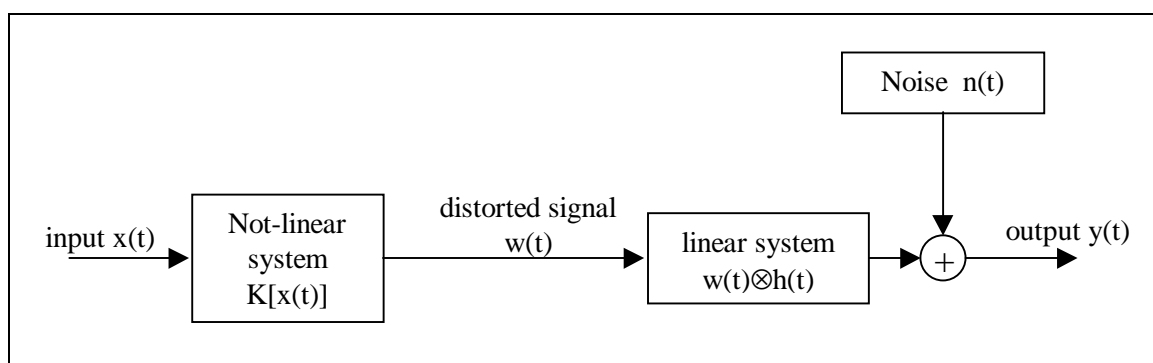 Noise n(t)
input x(t)
Not-linear
system
K[x(t)]
distorted signal
w(t)
linear system
w(t)⊗h(t)
+
output y(t)